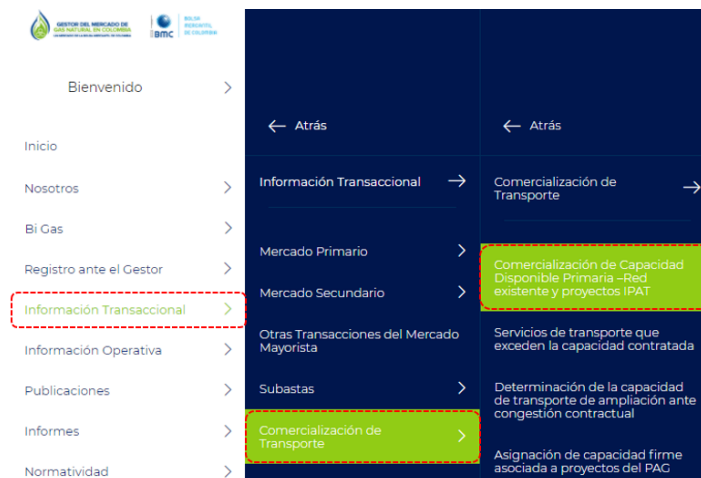 GESTOR DEL MERCADO DE
GAS NATURAL EN COLOMBIA
BMC
BOLSA
MERCANTIL
DE COLOMBIA
Bienvenido
Inicio
Nosotros
Bi Gas
Registro ante el Gestor
Información Transaccional
Información Operativa
Publicaciones
Informes
Normatividad
Atrás
Información Transaccional
Mercado Primario
Mercado Secundario
Otras Transacciones del Mercado
Mayorista
Subastas
Comercialización de
Transporte
Atrás
Comercialización de
Transporte
Comercialización de Capacidad
Disponible Primaria –Red
existente y proyectos IPAT
Servicios de transporte que
exceden la capacidad contratada
Determinación de la capacidad
de transporte de ampliación ante
congestión contractual
Asignación de capacidad firme
asociada a proyectos del PAG